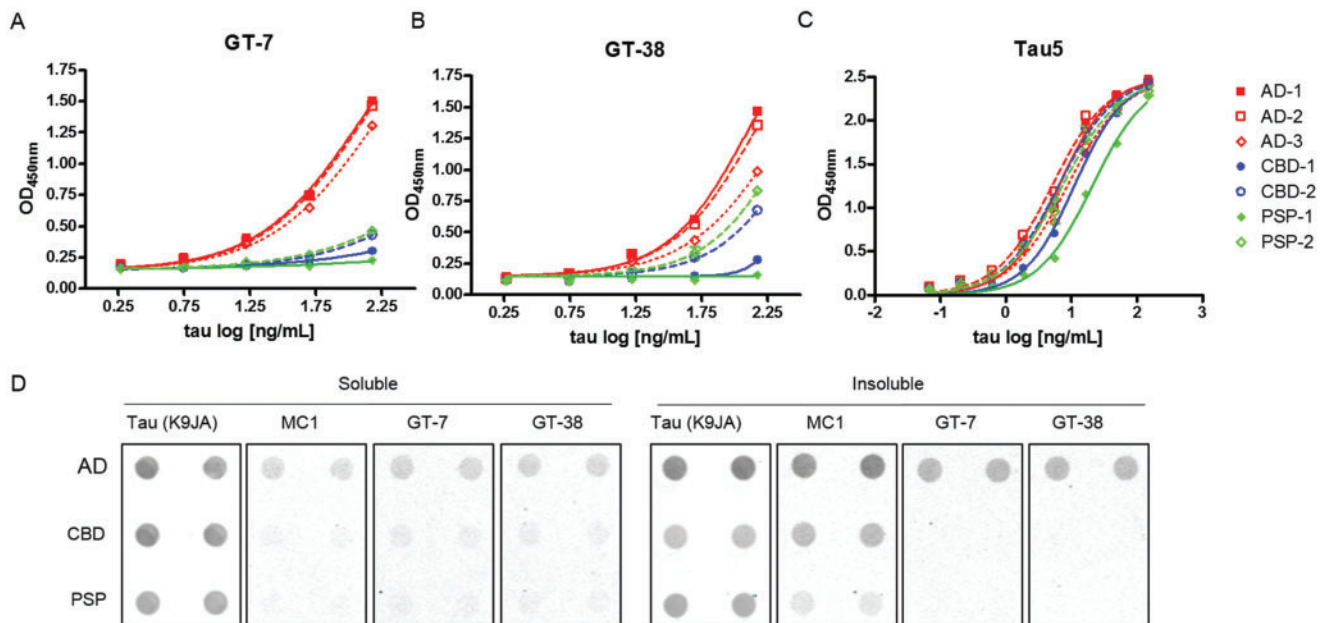 A
GT-7
OD450nm
1.75
1.50
1.25
1.00
0.75
0.50
0.25
0.00
0.25 0.75 1.25 1.75 2.25
tau log [ng/mL]
B
GT-38
OD450nm
1.75
1.50
1.25
1.00
0.75
0.50
0.25
0.00
0.25 0.75 1.25 1.75 2.25
tau log [ng/mL]
C
Tau5
OD450nm
2.5
2.0
1.5
1.0
0.5
0.0
-2 -1 0 1 2 3
tau log [ng/mL]
AD-1
AD-2
AD-3
CBD-1
CBD-2
PSP-1
PSP-2
D
Soluble Insoluble
Tau (K9JA) MC1 GT-7 GT-38 Tau (K9JA) MC1 GT-7 GT-38
AD
CBD
PSP